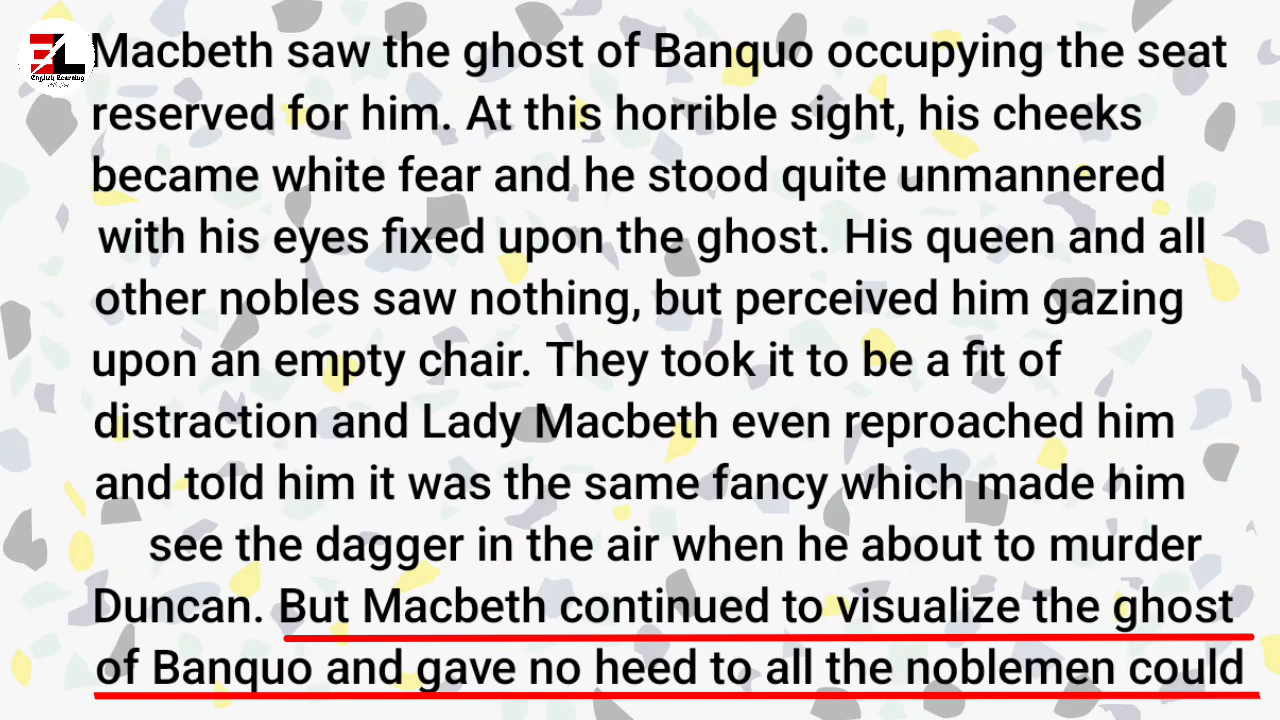 EL
English Learning
Macbeth saw the ghost of Banquo occupying the seat
reserved for him. At this horrible sight, his cheeks
became white fear and he stood quite unmannered
with his eyes fixed upon the ghost. His queen and all
other nobles saw nothing, but perceived him gazing
upon an empty chair. They took it to be a fit of
distraction and Lady Macbeth even reproached him
and told him it was the same fancy which made him
see the dagger in the air when he about to murder
Duncan. But Macbeth continued to visualize the ghost
of Banquo and gave no heed to all the noblemen could